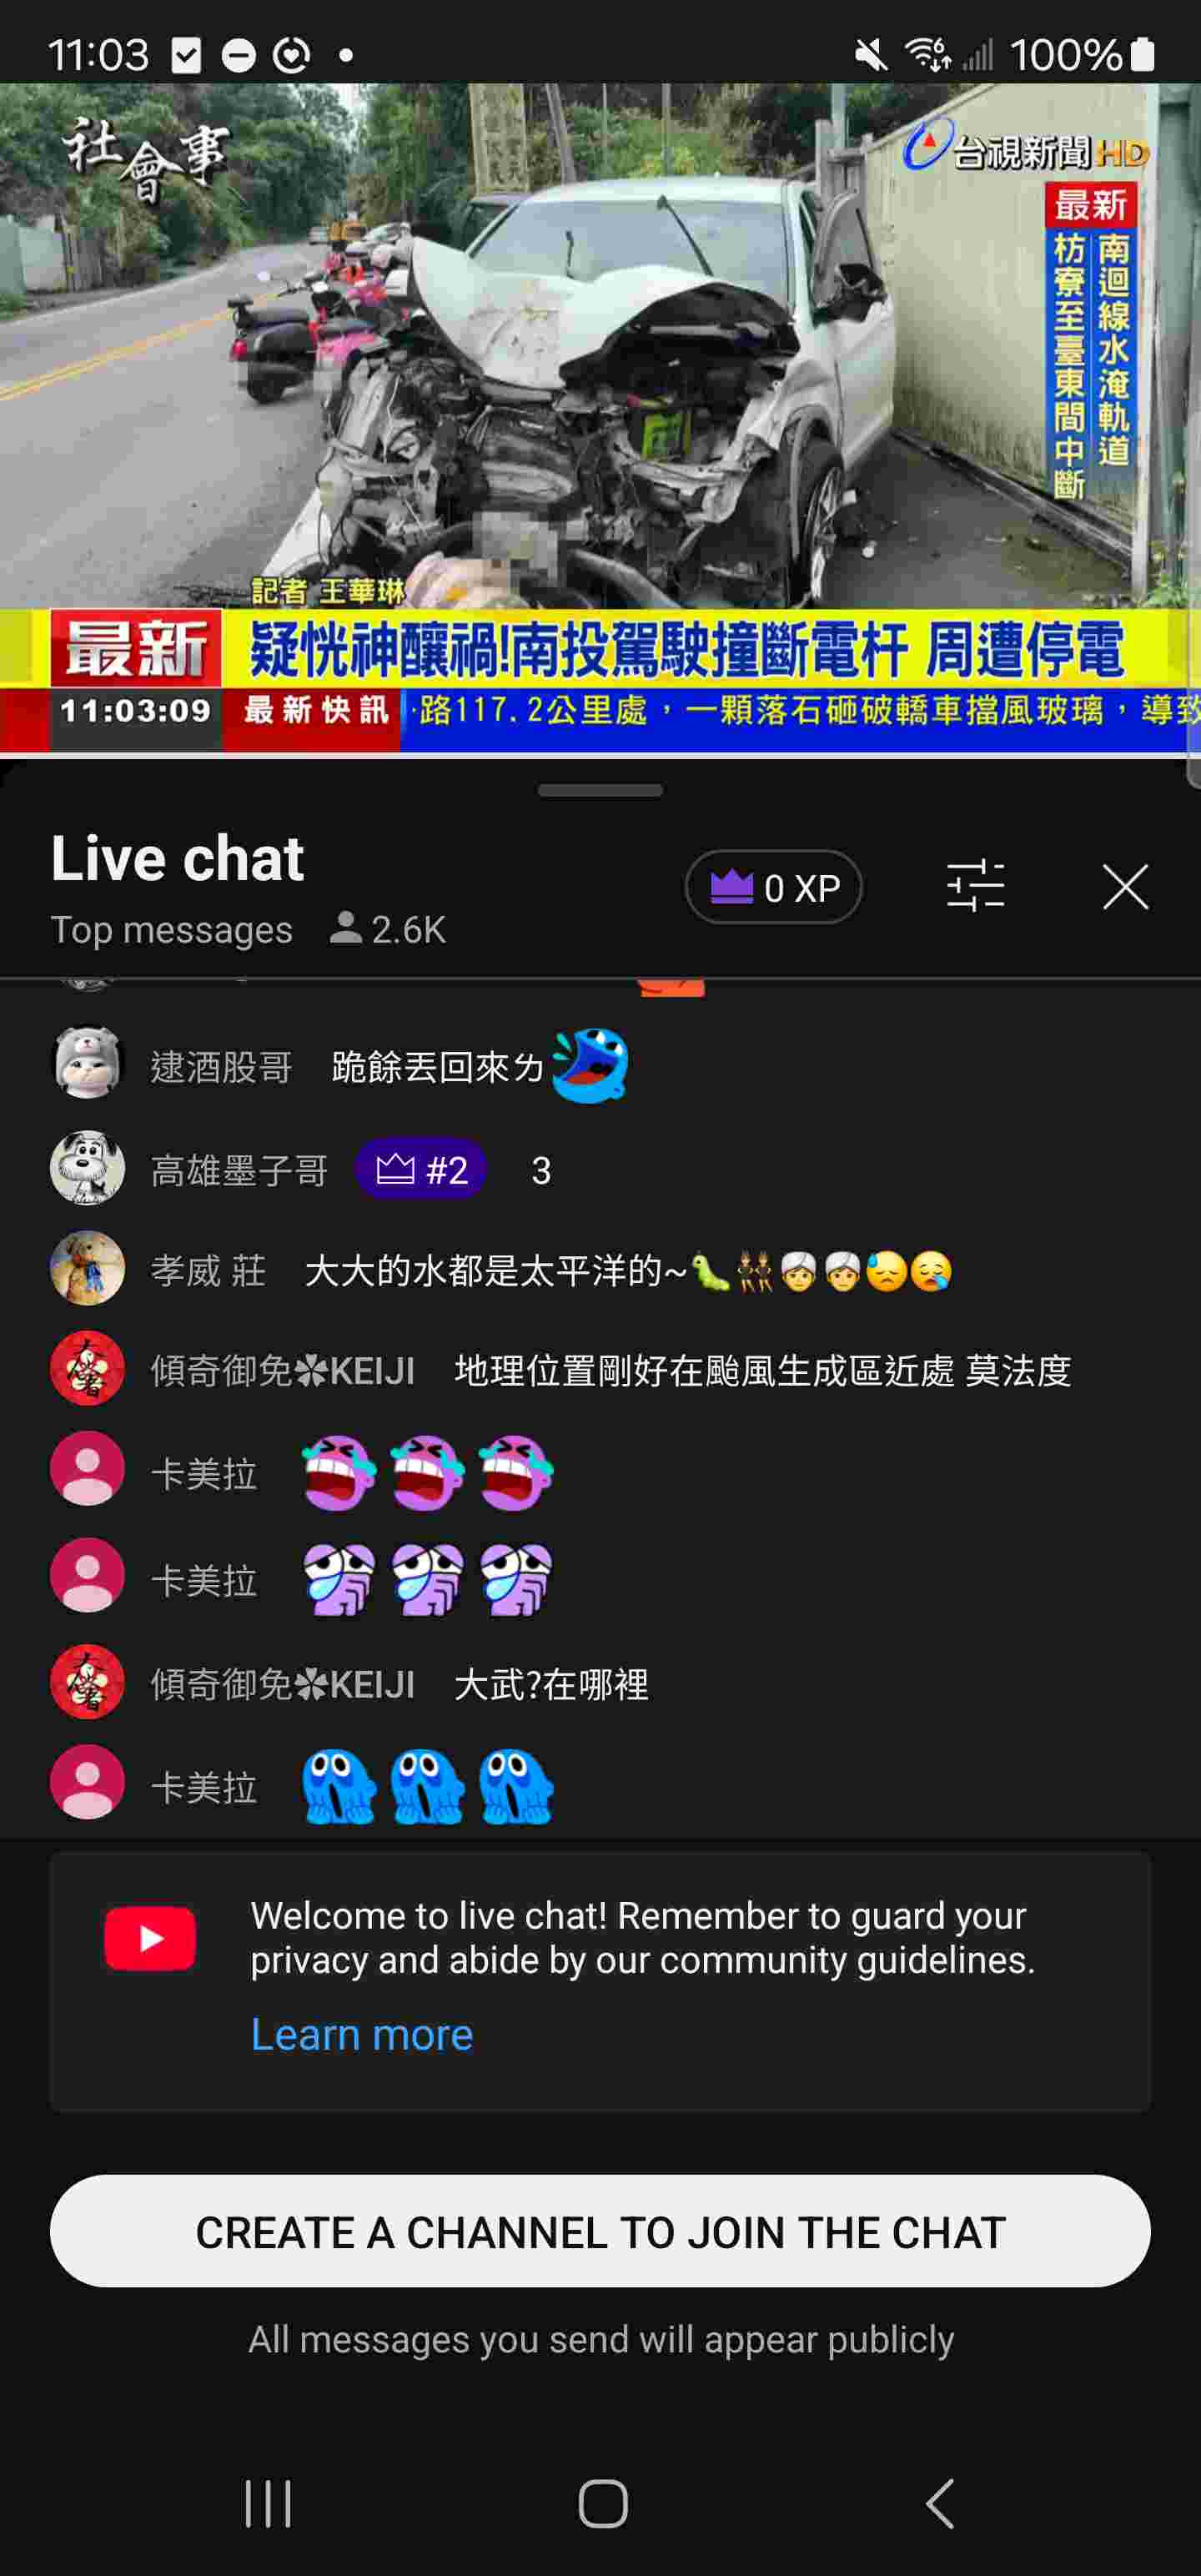 11:03
100%
社會事
台視新聞HD
最新
南迴線水淹軌道
枋寮至臺東間中斷
記者 王華琳
最新 疑恍神釀禍!南投駕駛撞斷電杆 周遭停電
11:03:09 最新快訊 ·路117.2公里處，一顆落石砸破轎車擋風玻璃，導致
Live chat
Top messages 2.6K
0 XP
逮酒股哥 跪餘丟回來ㄌ
高雄墨子哥 #2 3
孝威 莊 大大的水都是太平洋的~🐛👯👳👳😓😪
傾奇御免✿KEIJI 地理位置剛好在颱風生成區近處 莫法度
卡美拉
卡美拉
傾奇御免✿KEIJI 大武?在哪裡
卡美拉
Welcome to live chat! Remember to guard your
privacy and abide by our community guidelines.
Learn more
CREATE A CHANNEL TO JOIN THE CHAT
All messages you send will appear publicly